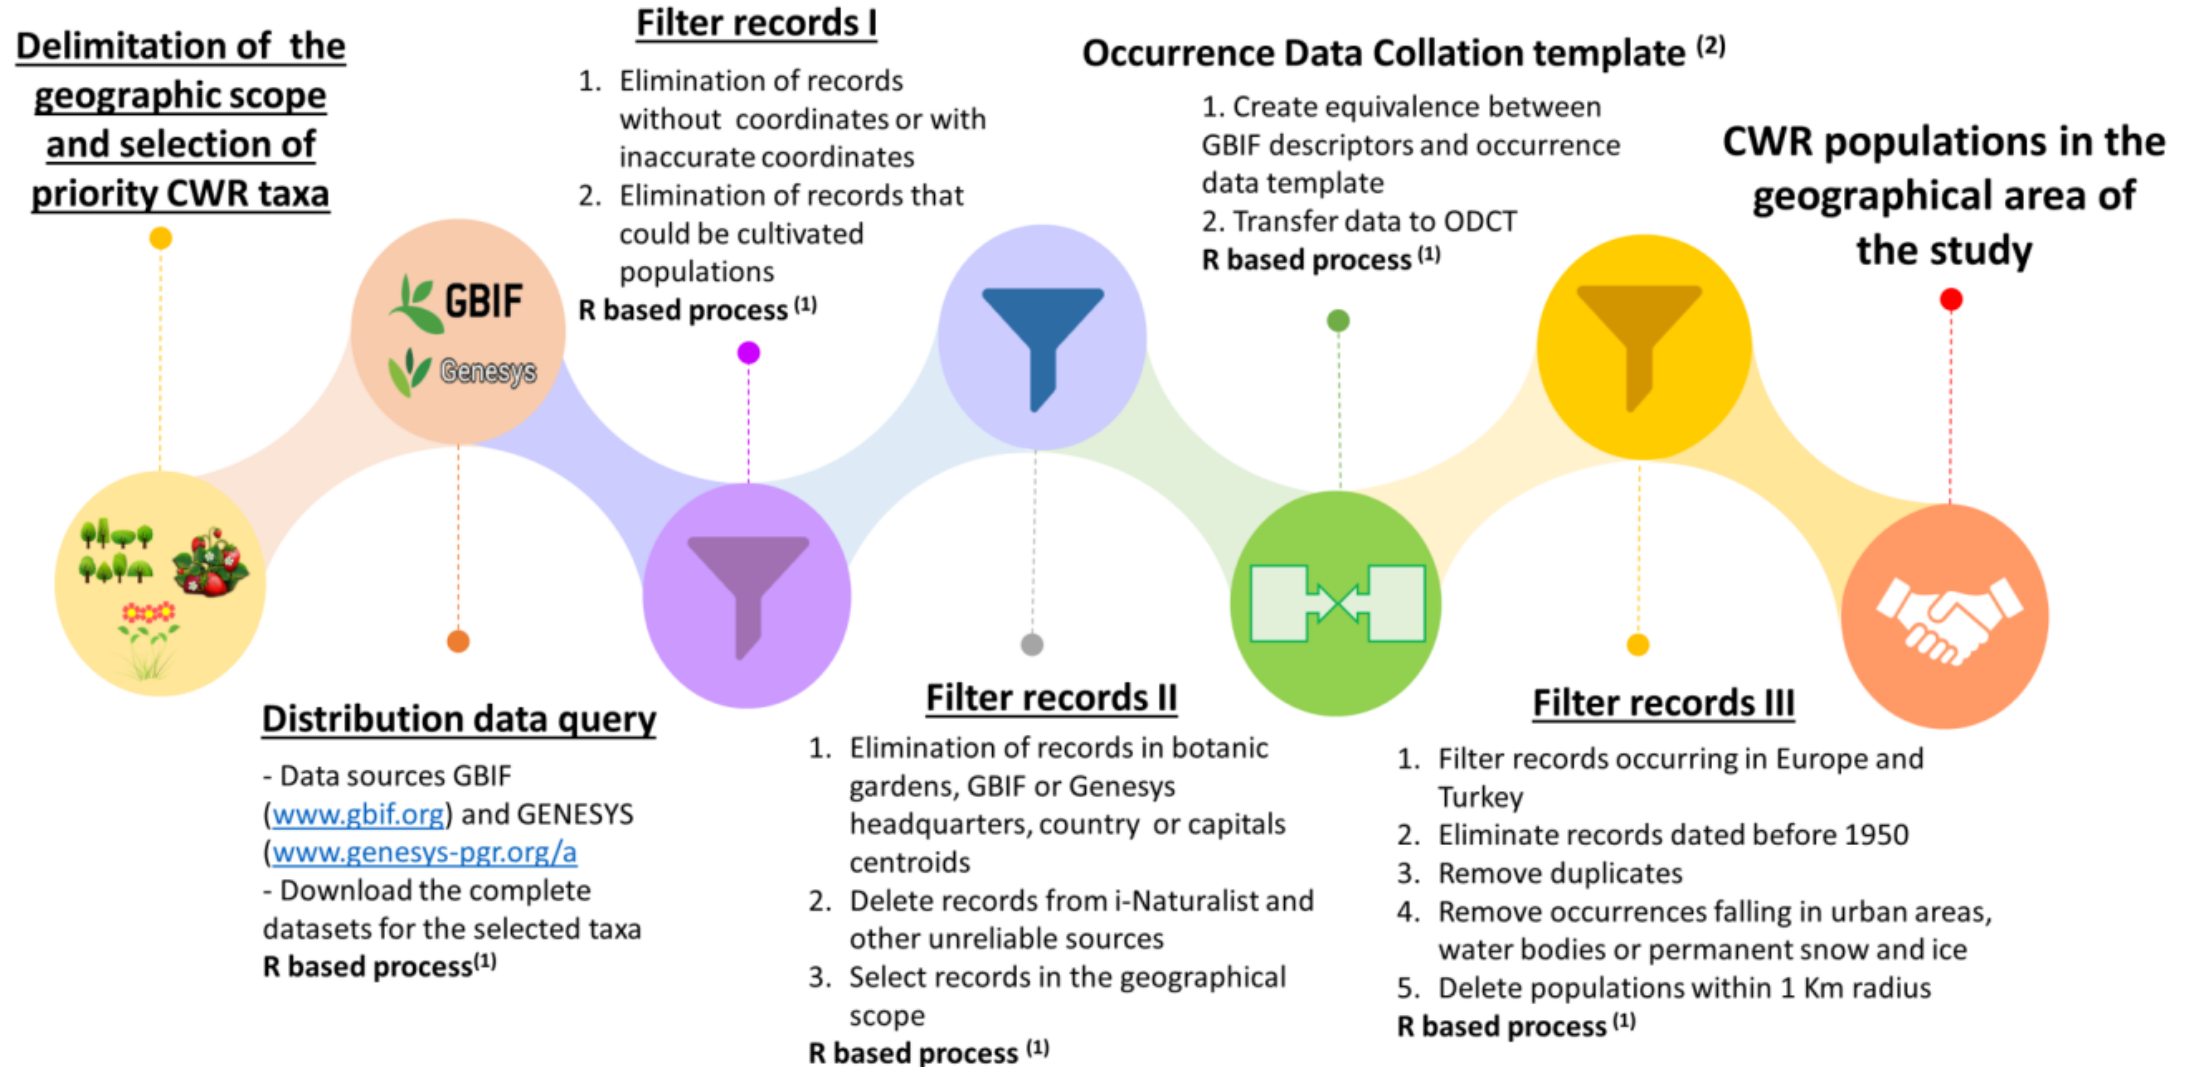 Delimitation of the
geographic scope
and selection of
priority CWR taxa
GBIF
Genesys
Distribution data query
- Data sources GBIF
(www.gbif.org) and GENESYS
(www.genesys-pgr.org/a
- Download the complete
datasets for the selected taxa
R based process(1)
Filter records I
1. Elimination of records
without coordinates or with
inaccurate coordinates
2. Elimination of records that
could be cultivated
populations
R based process (1)
Filter records II
1. Elimination of records in botanic
gardens, GBIF or Genesys
headquarters, country or capitals
centroids
2. Delete records from i-Naturalist and
other unreliable sources
3. Select records in the geographical
scope
R based process (1)
Occurrence Data Collation template (2)
1. Create equivalence between
GBIF descriptors and occurrence
data template
2. Transfer data to ODCT
R based process (1)
Filter records III
1. Filter records occurring in Europe and
Turkey
2. Eliminate records dated before 1950
3. Remove duplicates
4. Remove occurrences falling in urban areas,
water bodies or permanent snow and ice
5. Delete populations within 1 Km radius
R based process (1)
CWR populations in the
geographical area of
the study